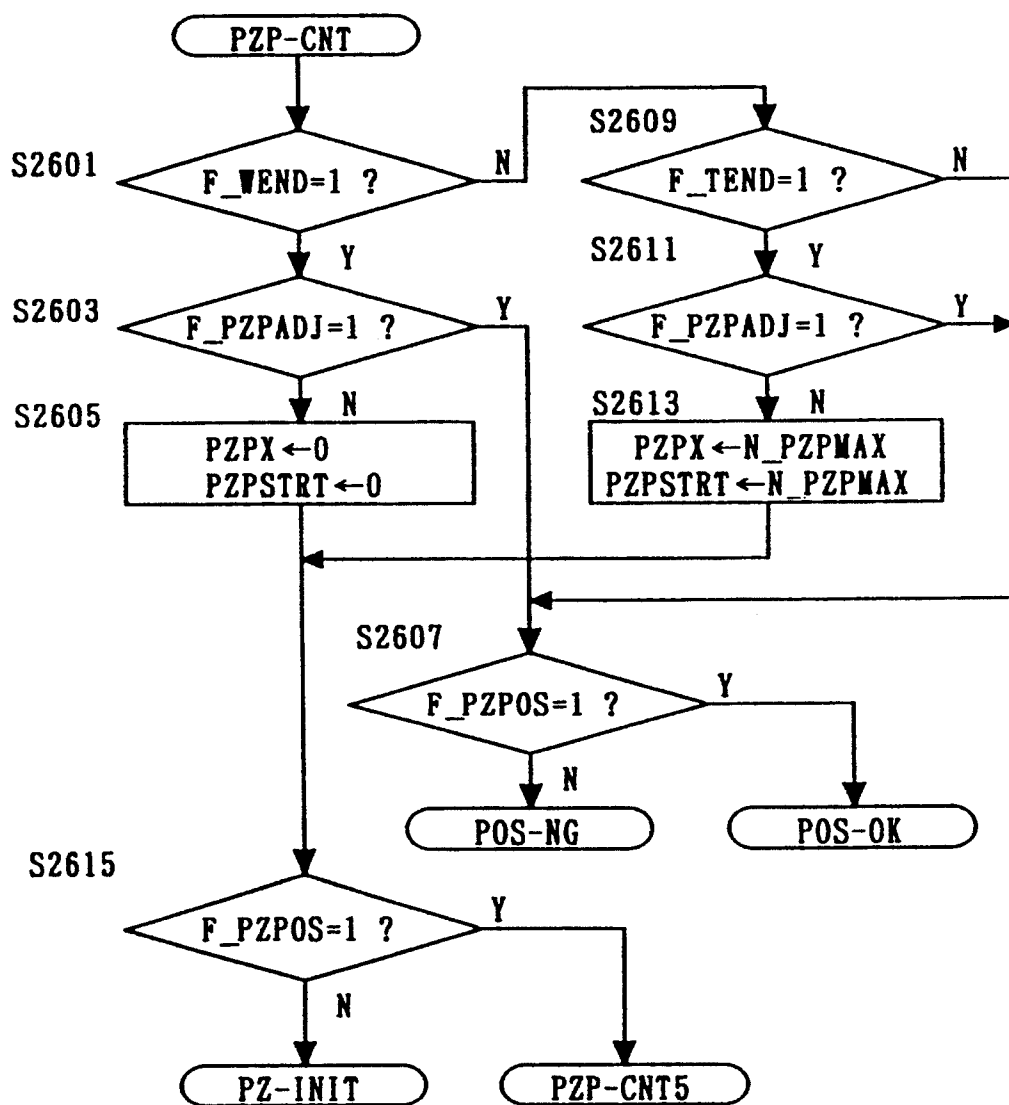 PZP-CNT
S2601
F_WEND=1 ?
N
Y
S2603
F_PZPADJ=1 ?
Y
N
S2605
PZPX←0
PZPSTRT←0
S2609
F_TEND=1 ?
N
Y
S2611
F_PZPADJ=1 ?
Y
N
S2613
PZPX←N_PZPMAX
PZPSTRT←N_PZPMAX
S2607
F_PZPOS=1 ?
Y
N
POS-NG
POS-OK
S2615
F_PZPOS=1 ?
Y
N
PZ-INIT
PZP-CNT5